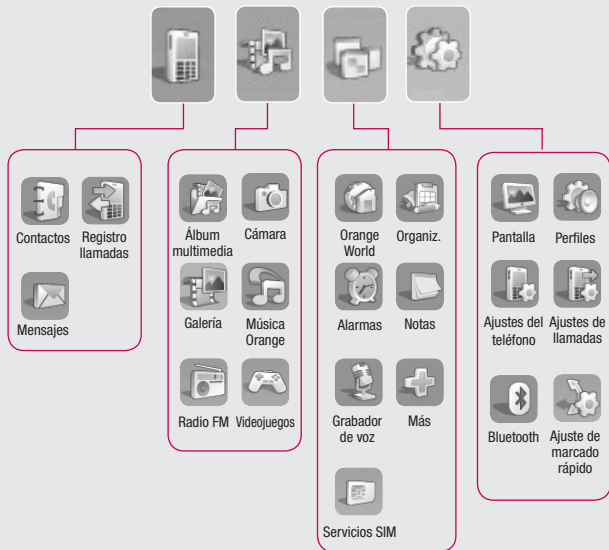 Contactos
Registro
llamadas
Mensajes
Álbum
multimedia
Cámara
Galería
Música
Orange
Radio FM
Videojuegos
Orange
World
Organiz.
Alarmas
Notas
Grabador
de voz
Más
Servicios SIM
Pantalla
Perfiles
Ajustes del
teléfono
Ajustes de
llamadas
Bluetooth
Ajuste de
marcado
rápido